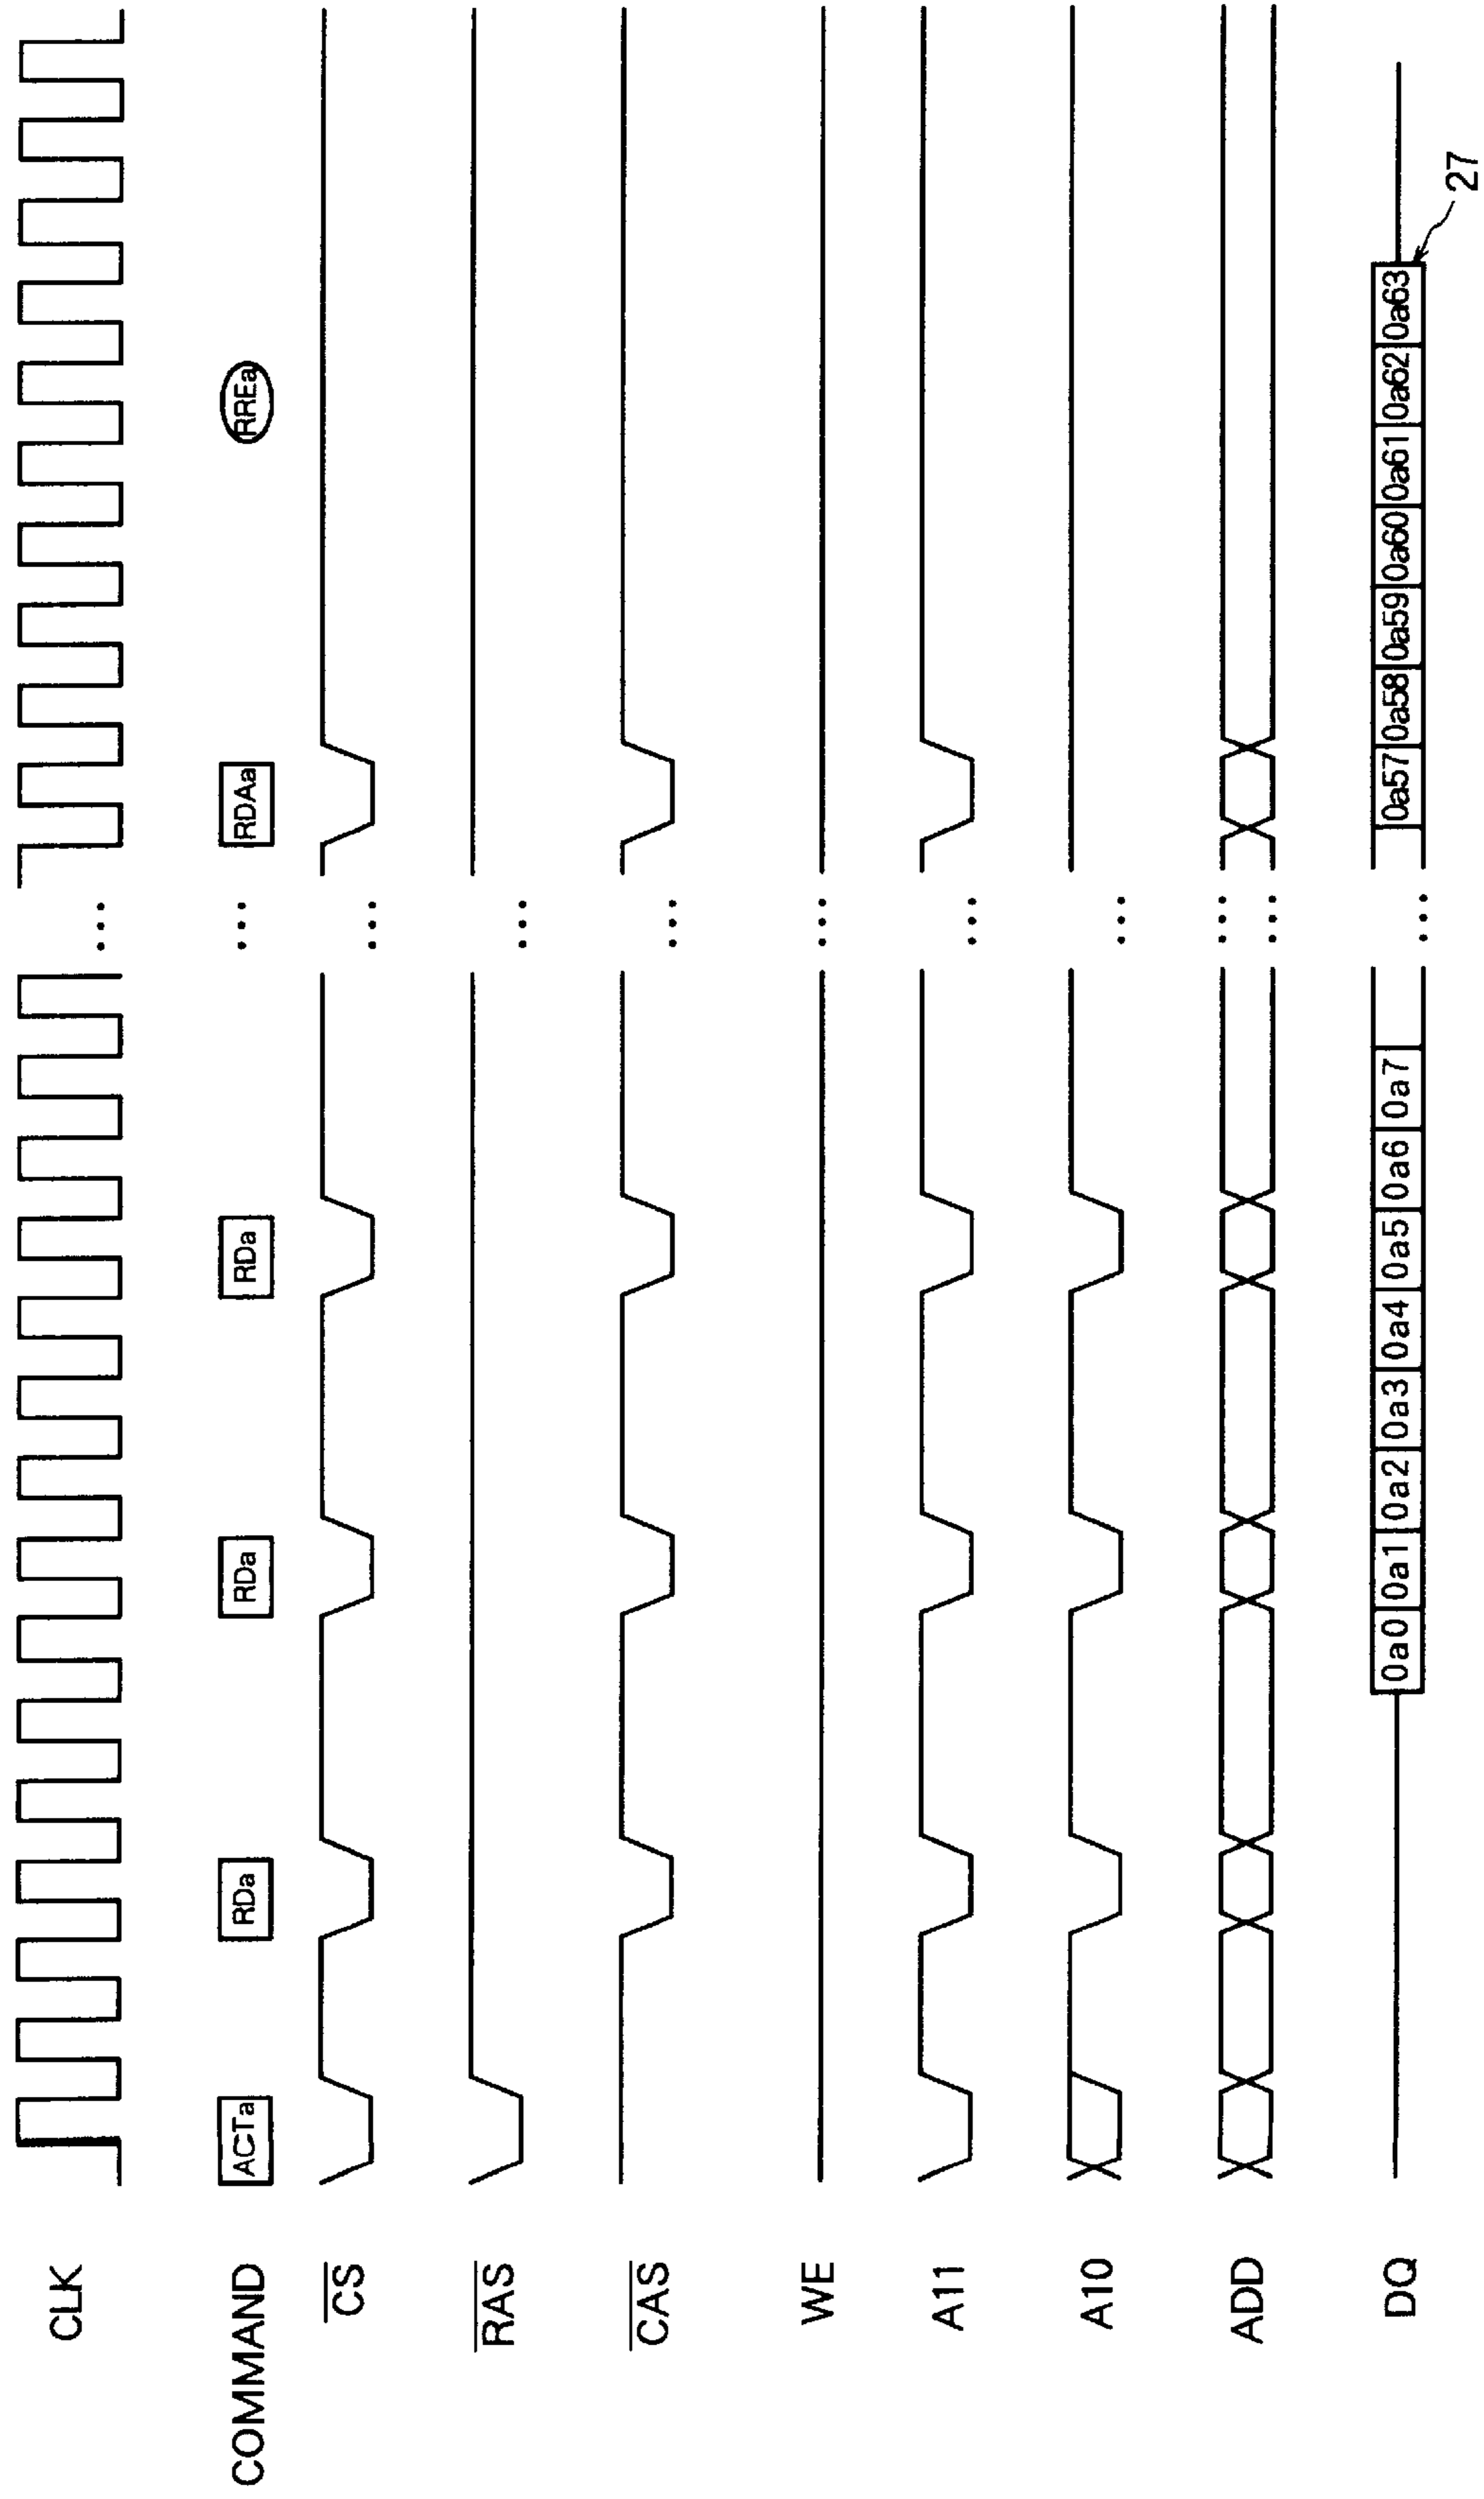 CLK
COMMAND ACTa RDa RDa RDa ... RDAa RREa
CS
RAS
CAS
WE
A11
A10
ADD
DQ 0a0 0a1 0a2 0a3 0a4 0a5 0a6 0a7 ... 0a57 0a58 0a59 0a60 0a61 0a62 0a63
27